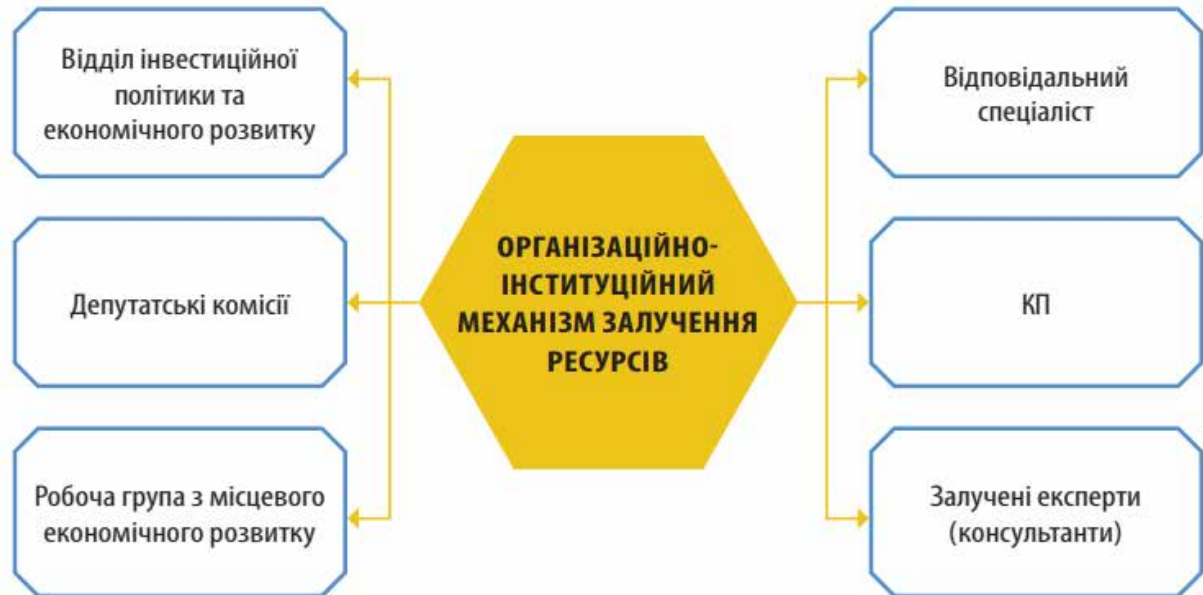 Відділ інвестиційної
політики та
економічного розвитку
Депутатські комісії
Робоча група з місцевого
економічного розвитку
ОРГАНІЗАЦІЙНО-
ІНСТИТУЦІЙНИЙ
МЕХАНІЗМ ЗАЛУЧЕННЯ
РЕСУРСІВ
Відповідальний
спеціаліст
КП
Залучені експерти
(консультанти)